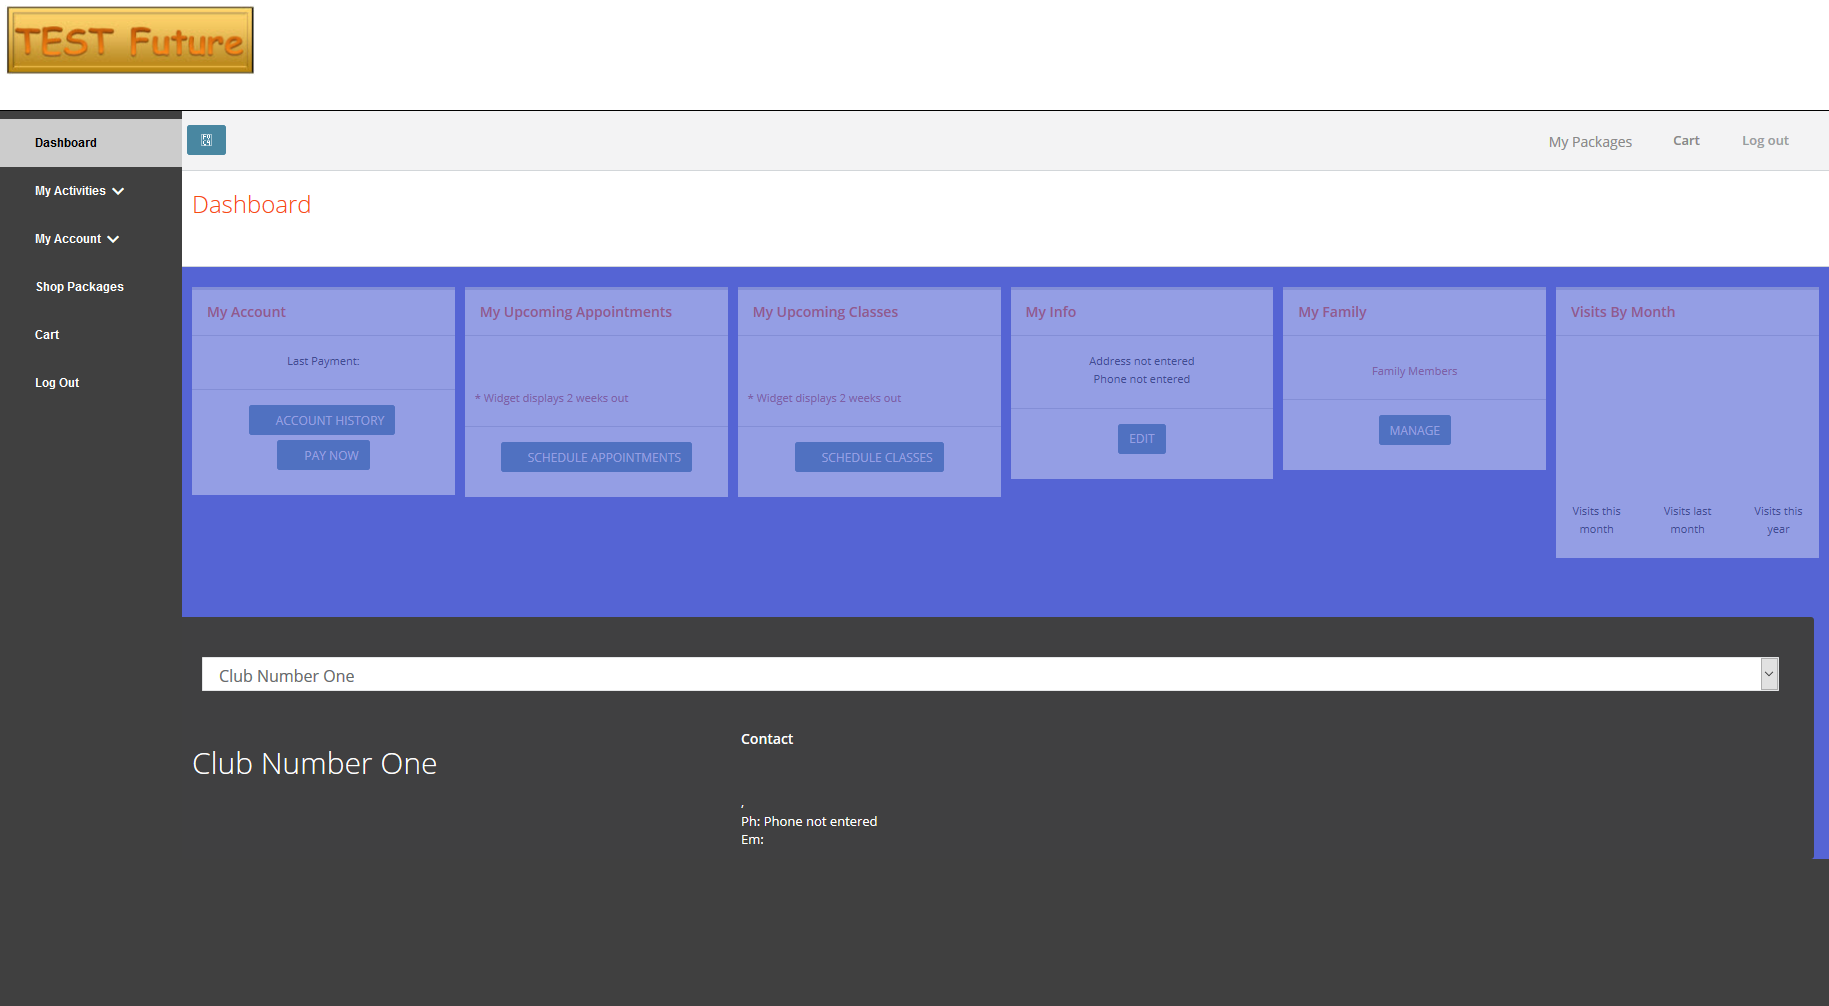 TEST Future
Dashboard
My Activities
My Account
Shop Packages
Cart
Log Out
My Packages
Cart
Log out
Dashboard
My Account
Last Payment:
ACCOUNT HISTORY
PAY NOW
My Upcoming Appointments
* Widget displays 2 weeks out
SCHEDULE APPOINTMENTS
My Upcoming Classes
* Widget displays 2 weeks out
SCHEDULE CLASSES
My Info
Address not entered
Phone not entered
EDIT
My Family
Family Members
MANAGE
Visits By Month
Visits this
month
Visits last
month
Visits this
year
Club Number One
Club Number One
Contact
,
Ph: Phone not entered
Em: